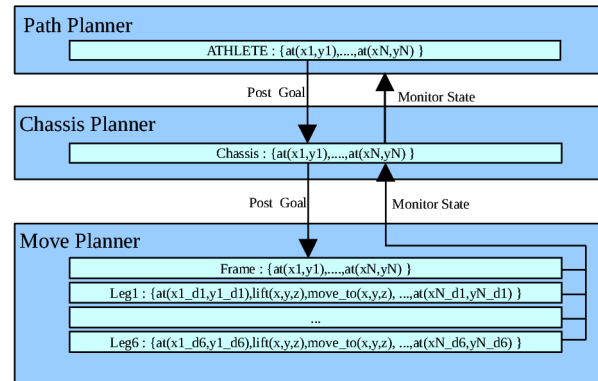 Path Planner
ATHLETE : {at(x1,y1),....,at(xN,yN) }
Post Goal
Monitor State
Chassis Planner
Chassis : {at(x1,y1),....,at(xN,yN) }
Post Goal
Monitor State
Move Planner
Frame : {at(x1,y1),....,at(xN,yN) }
Leg1 : {at(x1_d1,y1_d1),lift(x,y,z),move_to(x,y,z), ...,at(xN_d1,yN_d1) }
...
Leg6 : {at(x1_d6,y1_d6),lift(x,y,z),move_to(x,y,z), ...,at(xN_d6,yN_d6) }